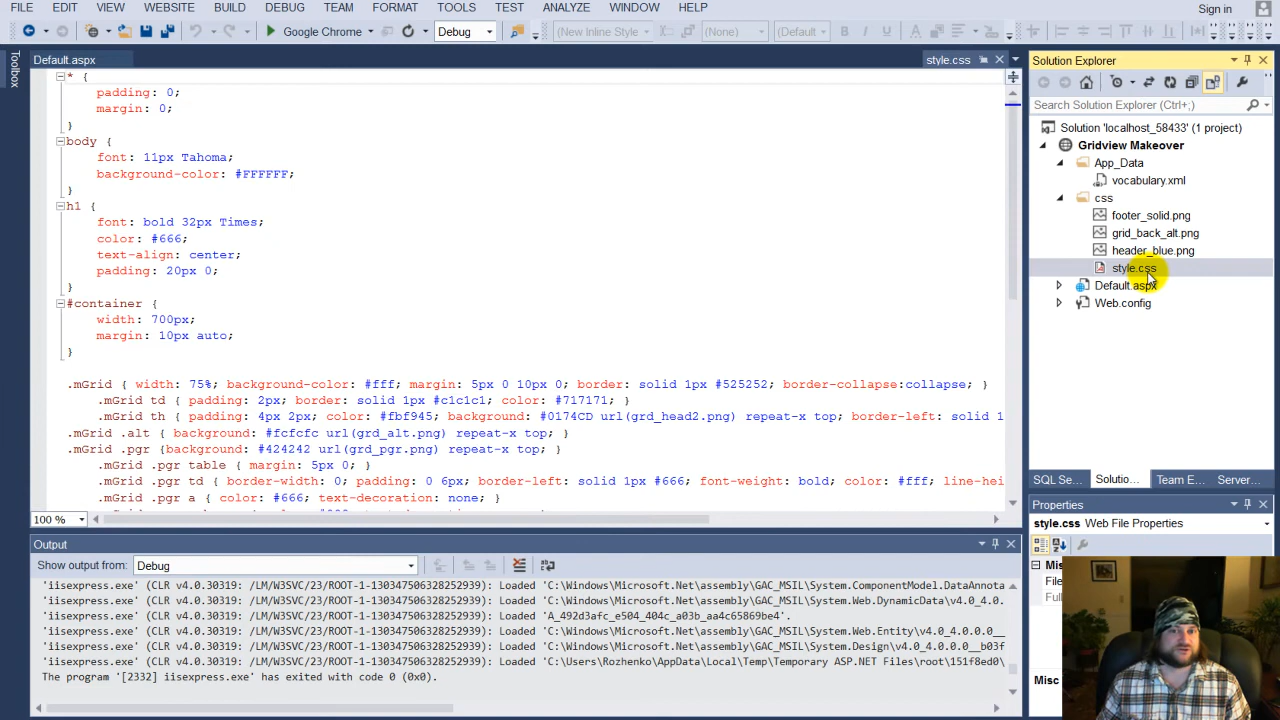 FILE EDIT VIEW WEBSITE BUILD DEBUG TEAM FORMAT TOOLS TEST ANALYZE WINDOW HELP Sign in
Google Chrome Debug (New Inline Style (None) (Default
Toolbox
Default.aspx style.css
* {
padding: 0;
margin: 0;
}
body {
font: 11px Tahoma;
background-color: #FFFFFF;
}
h1 {
font: bold 32px Times;
color: #666;
text-align: center;
padding: 20px 0;
}
#container {
width: 700px;
margin: 10px auto;
}
.mGrid { width: 75%; background-color: #fff; margin: 5px 0 10px 0; border: solid 1px #525252; border-collapse:collapse; }
.mGrid td { padding: 2px; border: solid 1px #c1c1c1; color: #717171; }
.mGrid th { padding: 4px 2px; color: #fbf945; background: #0174CD url(grd_head2.png) repeat-x top; border-left: solid 1
.mGrid .alt { background: #fcfcfc url(grd_alt.png) repeat-x top; }
.mGrid .pgr {background: #424242 url(grd_pgr.png) repeat-x top; }
.mGrid .pgr table { margin: 5px 0; }
.mGrid .pgr td { border-width: 0; padding: 0 6px; border-left: solid 1px #666; font-weight: bold; color: #fff; line-hei
.mGrid .pgr a { color: #666; text-decoration: none; }
100 %
Output
Show output from: Debug
'iisexpress.exe' (CLR v4.0.30319: /LM/W3SVC/23/ROOT-1-130347506328252939): Loaded 'C:\Windows\Microsoft.Net\assembly\GAC_MSIL\System.ComponentModel.DataAnnota
'iisexpress.exe' (CLR v4.0.30319: /LM/W3SVC/23/ROOT-1-130347506328252939): Loaded 'C:\Windows\Microsoft.Net\assembly\GAC_MSIL\System.Web.DynamicData\v4.0_4.0.
'iisexpress.exe' (CLR v4.0.30319: /LM/W3SVC/23/ROOT-1-130347506328252939): Loaded 'A_492d3afc_e504_404c_a03b_aa4c65869be4'.
'iisexpress.exe' (CLR v4.0.30319: /LM/W3SVC/23/ROOT-1-130347506328252939): Loaded 'C:\Windows\Microsoft.Net\assembly\GAC_MSIL\System.Web.Entity\v4.0_4.0.0.0__
'iisexpress.exe' (CLR v4.0.30319: /LM/W3SVC/23/ROOT-1-130347506328252939): Loaded 'C:\Windows\Microsoft.Net\assembly\GAC_MSIL\System.Design\v4.0_4.0.0.0__b03f
'iisexpress.exe' (CLR v4.0.30319: /LM/W3SVC/23/ROOT-1-130347506328252939): Loaded 'C:\Users\Rozhenko\AppData\Local\Temp\Temporary ASP.NET Files\root\151f8ed0\
The program '[2332] iisexpress.exe' has exited with code 0 (0x0).
Solution Explorer
Search Solution Explorer (Ctrl+;)
Solution 'localhost_58433' (1 project)
Gridview Makeover
App_Data
vocabulary.xml
css
footer_solid.png
grid_back_alt.png
header_blue.png
style.css
Default.aspx
Web.config
SQL Se... Solutio... Team E... Server...
Properties
style.css Web File Properties
Mis
File
Full
Misc